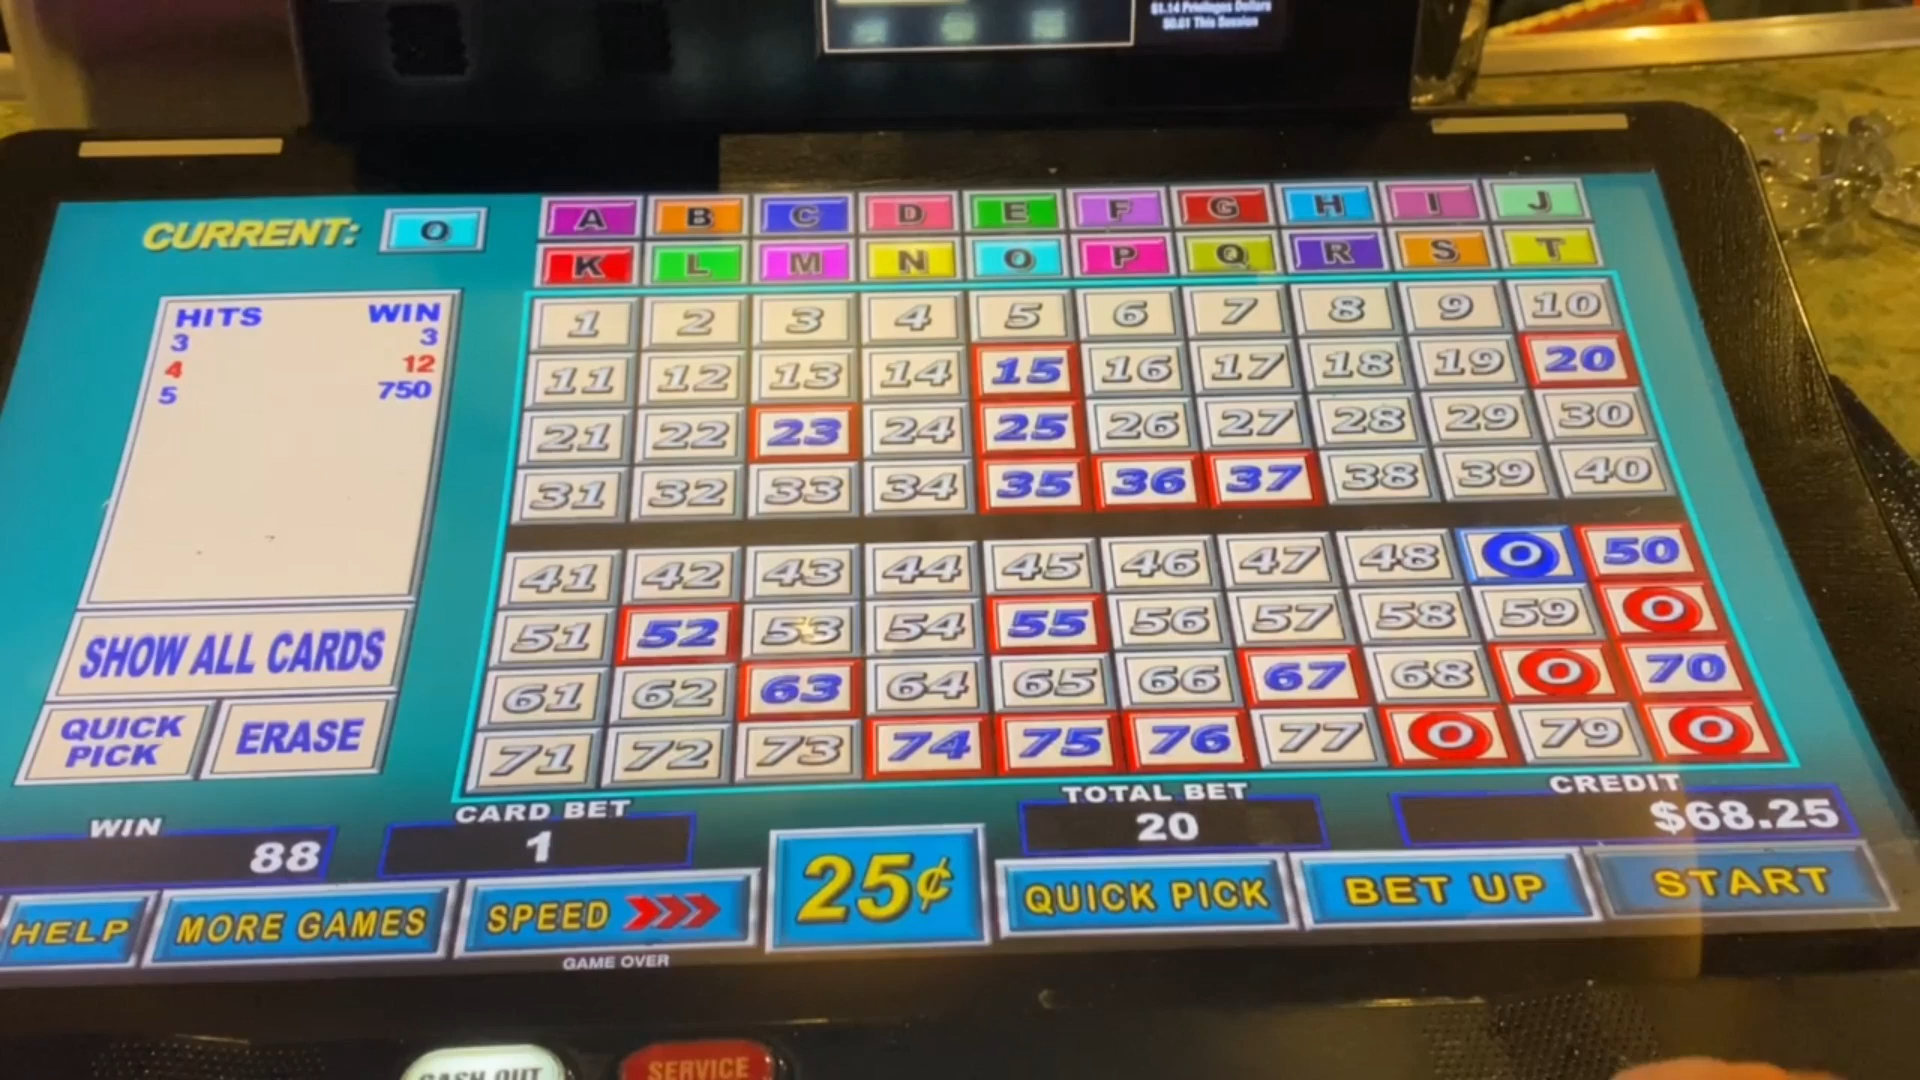 $1.14 Privileges Dollars
$0.61 This Session
CURRENT: O
A B C D E F G H I J
K L M N O P Q R S T
HITS WIN
3 3
4 12
5 750
1 2 3 4 5 6 7 8 9 10
11 12 13 14 15 16 17 18 19 20
21 22 23 24 25 26 27 28 29 30
31 32 33 34 35 36 37 38 39 40
41 42 43 44 45 46 47 48 O 50
51 52 53 54 55 56 57 58 59 O
61 62 63 64 65 66 67 68 O 70
71 72 73 74 75 76 77 O 79 O
SHOW ALL CARDS
QUICK PICK
ERASE
WIN
88
CARD BET
1
TOTAL BET
20
CREDIT
$68.25
HELP
MORE GAMES
SPEED
25¢
QUICK PICK
BET UP
START
GAME OVER
CASH OUT
SERVICE